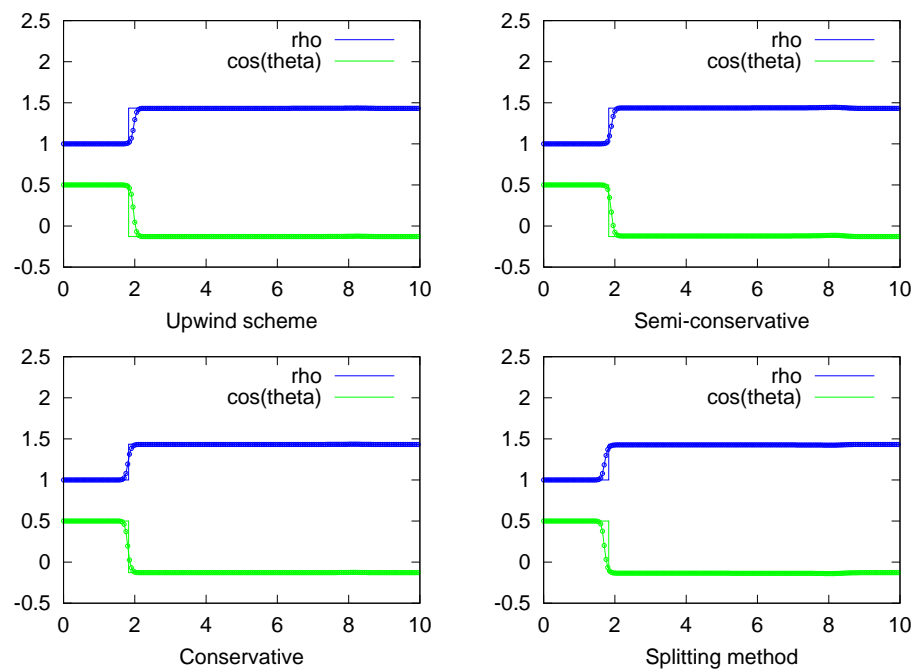 2.5
2
1.5
1
0.5
0
-0.5
rho
cos(theta)
0 2 4 6 8 10
Upwind scheme
2.5
2
1.5
1
0.5
0
-0.5
rho
cos(theta)
0 2 4 6 8 10
Semi-conservative
2.5
2
1.5
1
0.5
0
-0.5
rho
cos(theta)
0 2 4 6 8 10
Conservative
2.5
2
1.5
1
0.5
0
-0.5
rho
cos(theta)
0 2 4 6 8 10
Splitting method